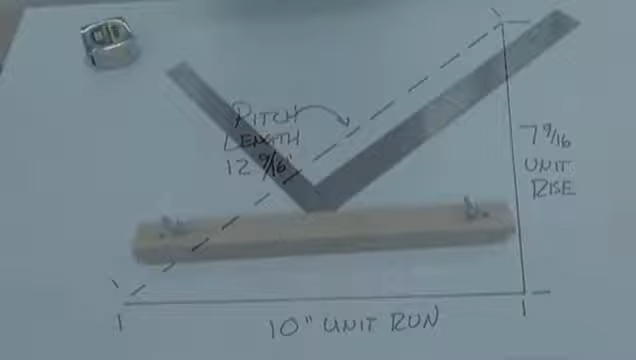 PITCH
LENGTH
12 9/16"
7 9/16
UNIT
RISE
10" UNIT RUN